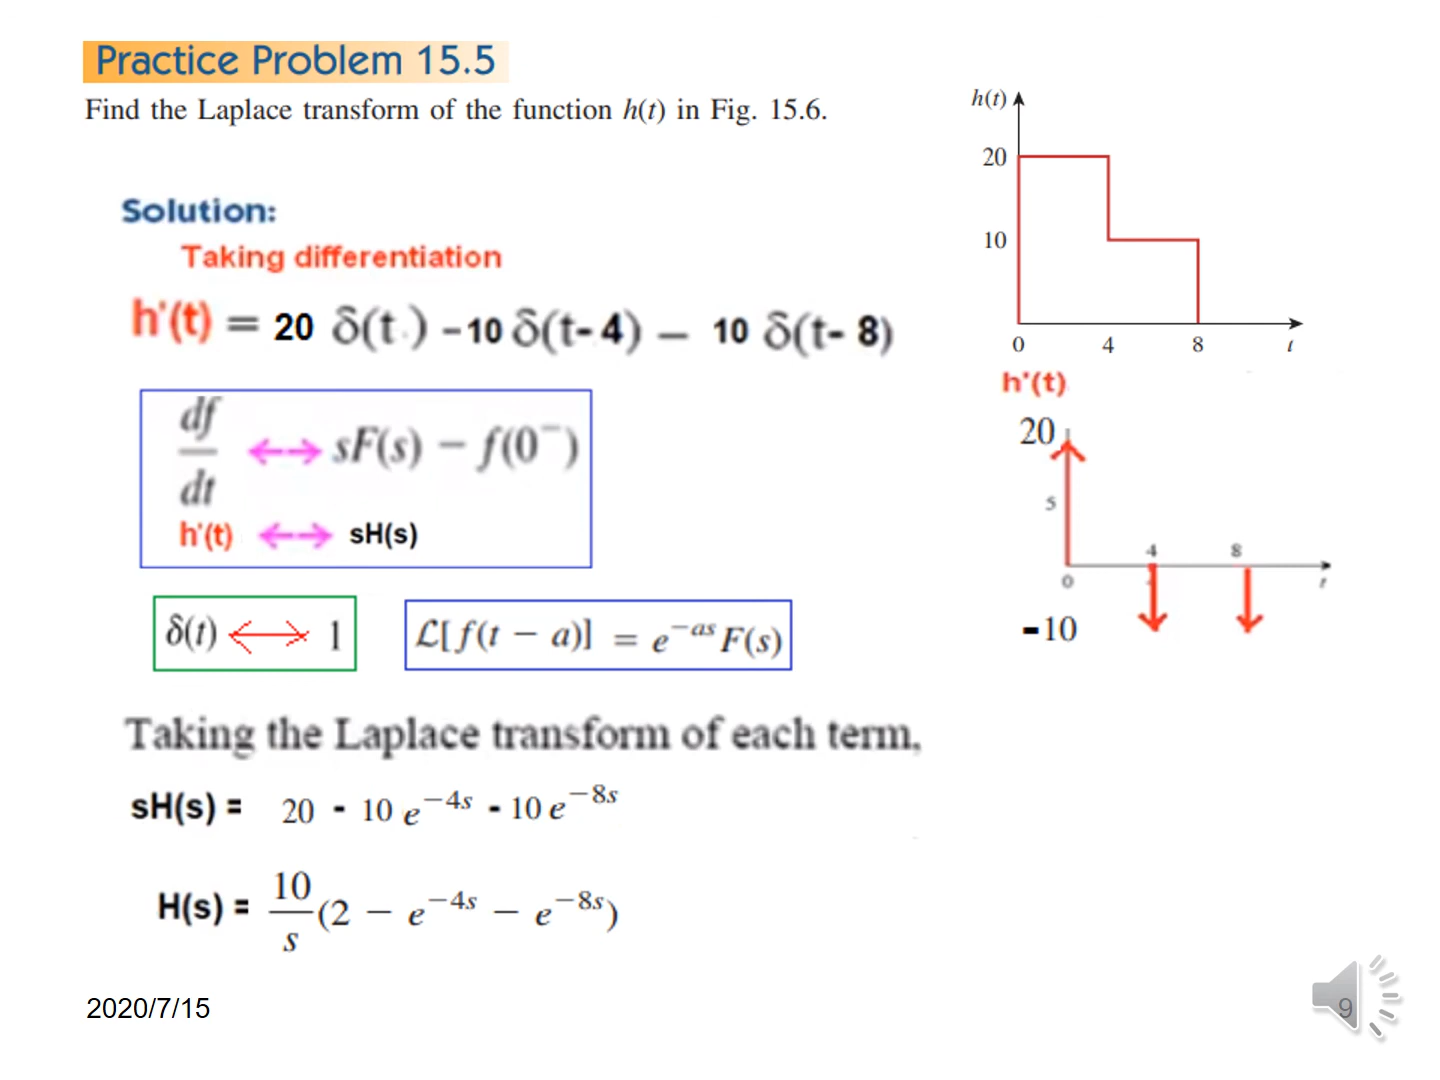 Practice Problem 15.5
Find the Laplace transform of the function h(t) in Fig. 15.6.
h(t)
20
10
0 4 8 t
Solution:
Taking differentiation
h'(t) = 20 δ(t) - 10 δ(t- 4) - 10 δ(t- 8)
df/dt ↔ sF(s) − f(0⁻)
h'(t) ↔ sH(s)
δ(t) ↔ 1
ℒ[f(t − a)] = e^{−as} F(s)
h'(t)
20
5
4 8
0 t
-10
Taking the Laplace transform of each term,
sH(s) = 20 - 10 e^{−4s} - 10 e^{−8s}
H(s) = 10/s (2 − e^{−4s} − e^{−8s})
2020/7/15
9